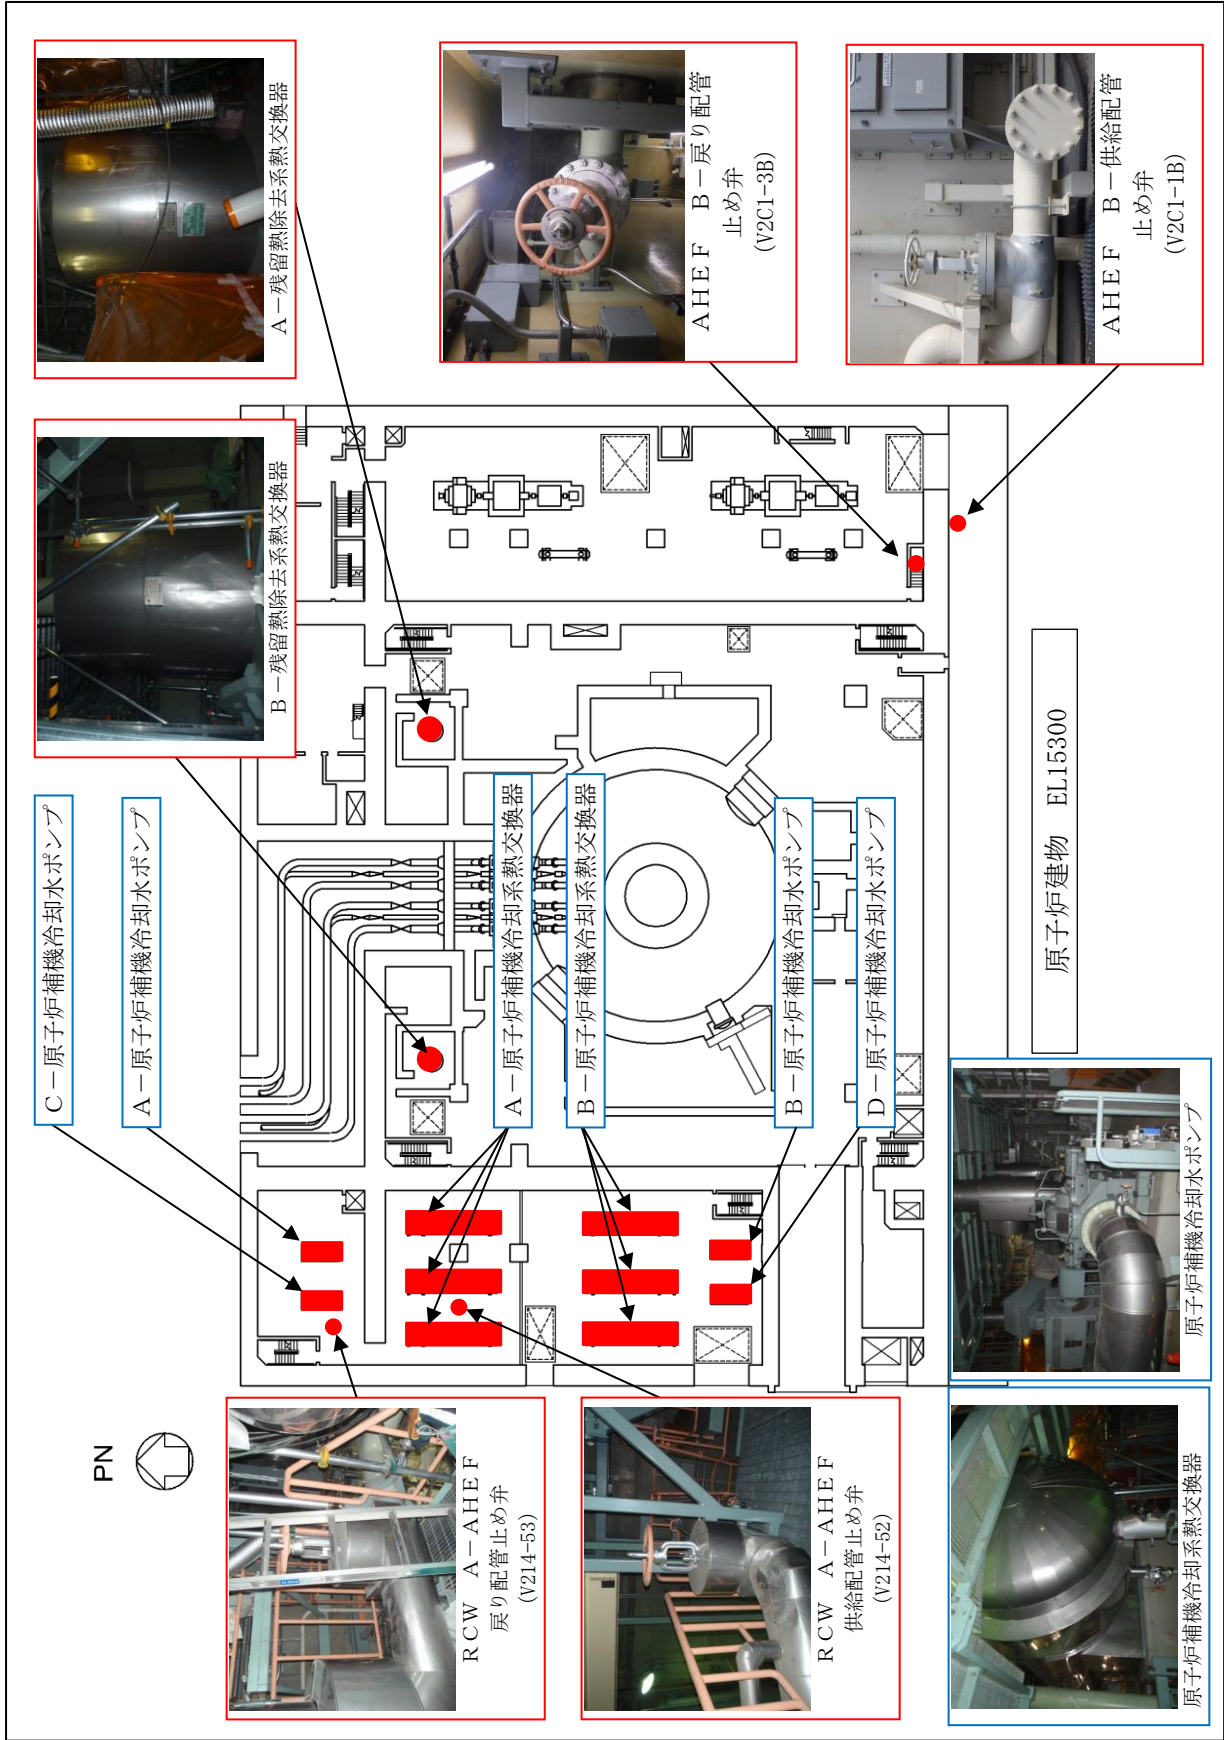 PN
C－原子炉補機冷却水ポンプ
A－原子炉補機冷却水ポンプ
A－残留熱除去系熱交換器
B－残留熱除去系熱交換器
RCW A－AHEF
戻り配管止め弁
(V214-53)
A－原子炉補機冷却系熱交換器
B－原子炉補機冷却系熱交換器
AHEF B－戻り配管
止め弁
(V2C1-3B)
RCW A－AHEF
供給配管止め弁
(V214-52)
B－原子炉補機冷却水ポンプ
D－原子炉補機冷却水ポンプ
AHEF B－供給配管
止め弁
(V2C1-1B)
原子炉建物 EL15300
原子炉補機冷却系熱交換器
原子炉補機冷却水ポンプ